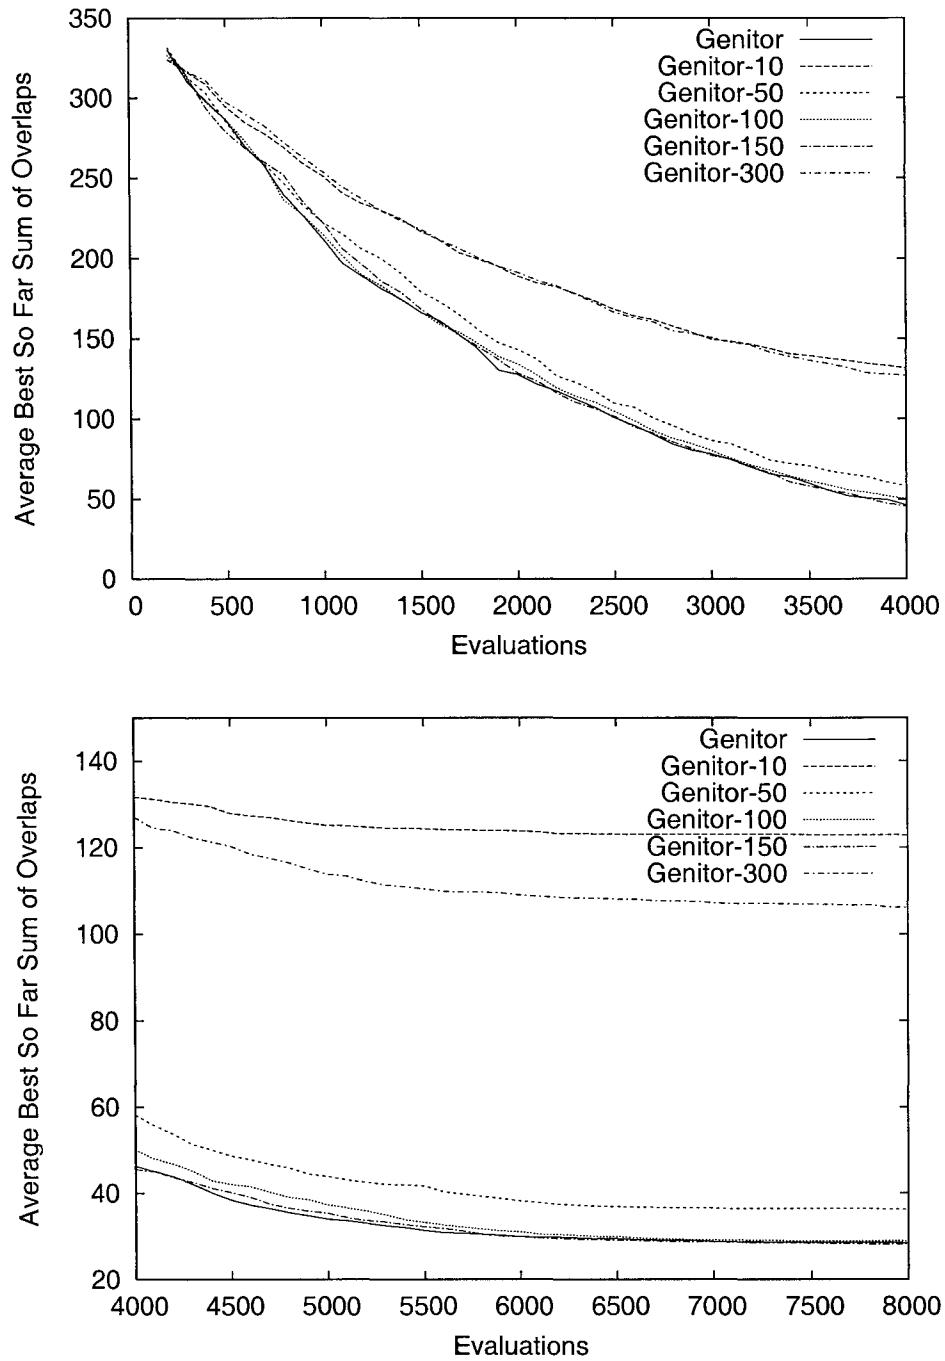 350
300
250
200
150
100
50
0
Average Best So Far Sum of Overlaps
Genitor
Genitor-10
Genitor-50
Genitor-100
Genitor-150
Genitor-300
0 500 1000 1500 2000 2500 3000 3500 4000
Evaluations
140
120
100
80
60
40
20
Average Best So Far Sum of Overlaps
Genitor
Genitor-10
Genitor-50
Genitor-100
Genitor-150
Genitor-300
4000 4500 5000 5500 6000 6500 7000 7500 8000
Evaluations